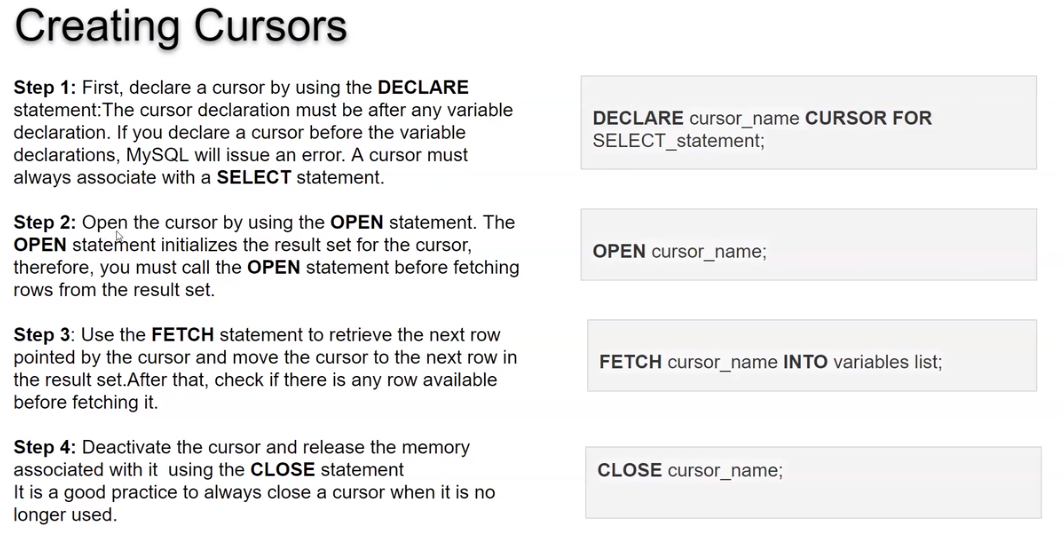 Creating Cursors
Step 1: First, declare a cursor by using the DECLARE
statement:The cursor declaration must be after any variable
declaration. If you declare a cursor before the variable
declarations, MySQL will issue an error. A cursor must
always associate with a SELECT statement.
DECLARE cursor_name CURSOR FOR
SELECT_statement;
Step 2: Open the cursor by using the OPEN statement. The
OPEN statement initializes the result set for the cursor,
therefore, you must call the OPEN statement before fetching
rows from the result set.
OPEN cursor_name;
Step 3: Use the FETCH statement to retrieve the next row
pointed by the cursor and move the cursor to the next row in
the result set.After that, check if there is any row available
before fetching it.
FETCH cursor_name INTO variables list;
Step 4: Deactivate the cursor and release the memory
associated with it using the CLOSE statement
It is a good practice to always close a cursor when it is no
longer used.
CLOSE cursor_name;